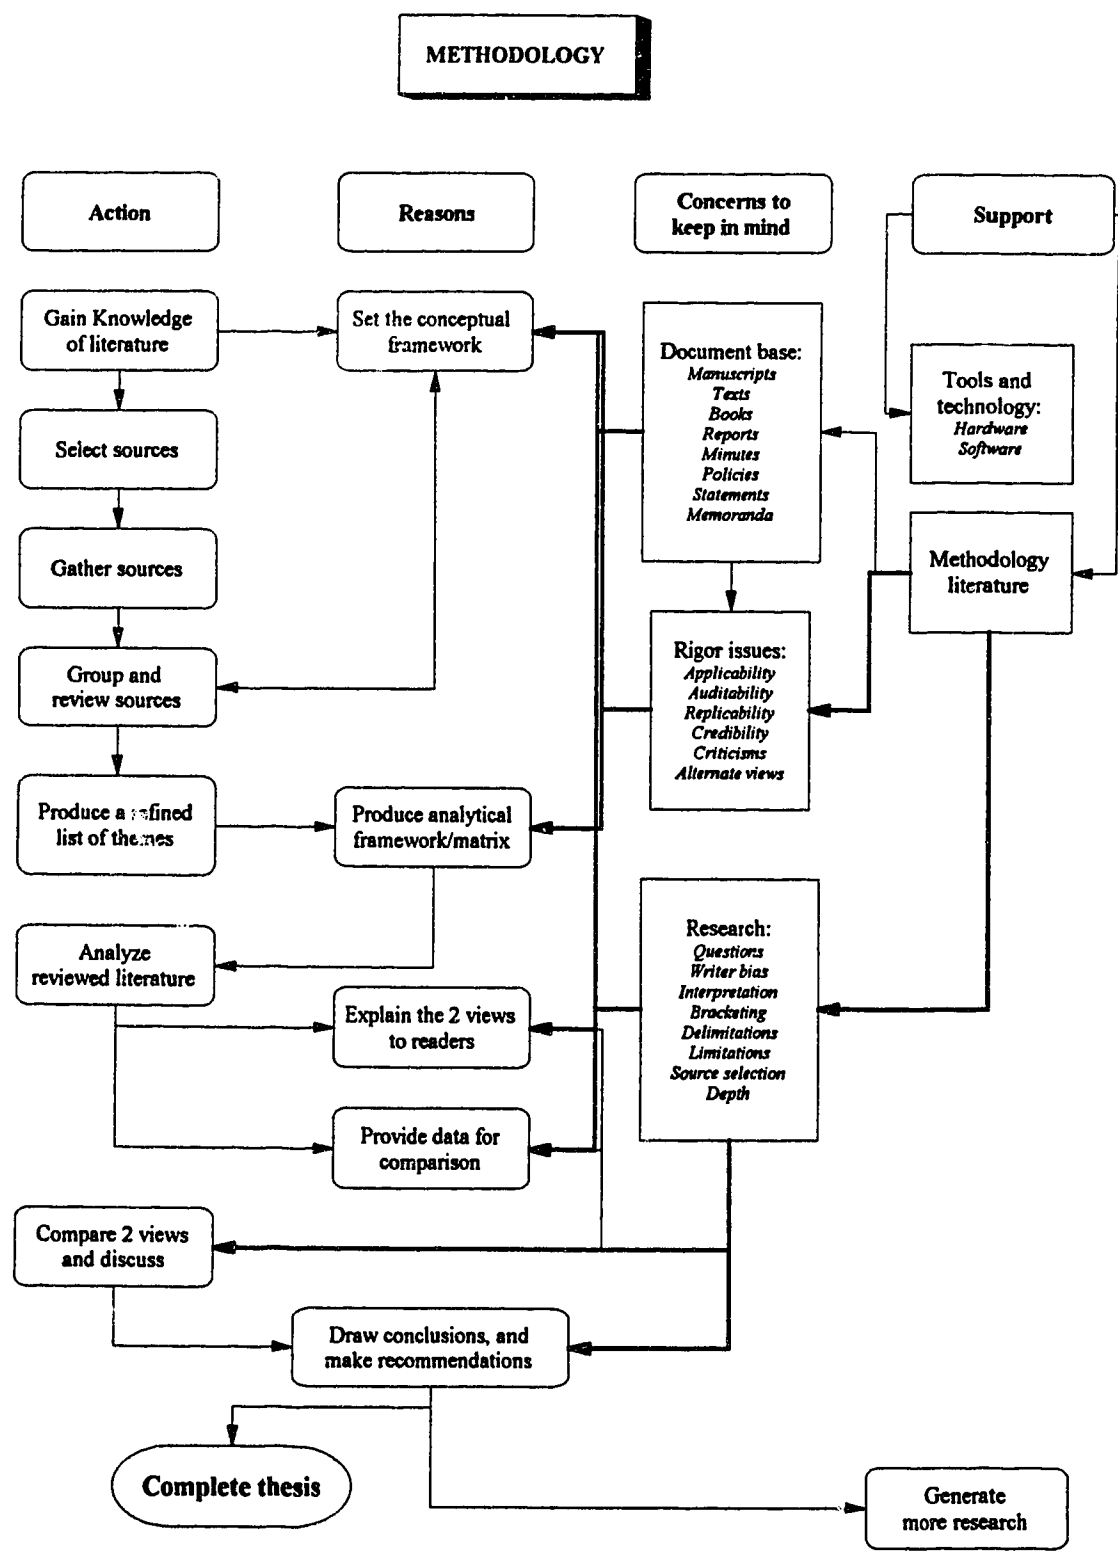 METHODOLOGY
Action
Reasons
Concerns to
keep in mind
Support
Gain Knowledge
of literature
Set the conceptual
framework
Document base:
Manuscripts
Texts
Books
Reports
Minutes
Policies
Statements
Memoranda
Tools and
technology:
Hardware
Software
Select sources
Gather sources
Methodology
literature
Group and
review sources
Rigor issues:
Applicability
Auditability
Replicability
Credibility
Criticisms
Alternate views
Produce a refined
list of themes
Produce analytical
framework/matrix
Analyze
reviewed literature
Research:
Questions
Writer bias
Interpretation
Bracketing
Delimitations
Limitations
Source selection
Depth
Explain the 2 views
to readers
Provide data for
comparison
Compare 2 views
and discuss
Draw conclusions, and
make recommendations
Complete thesis
Generate
more research